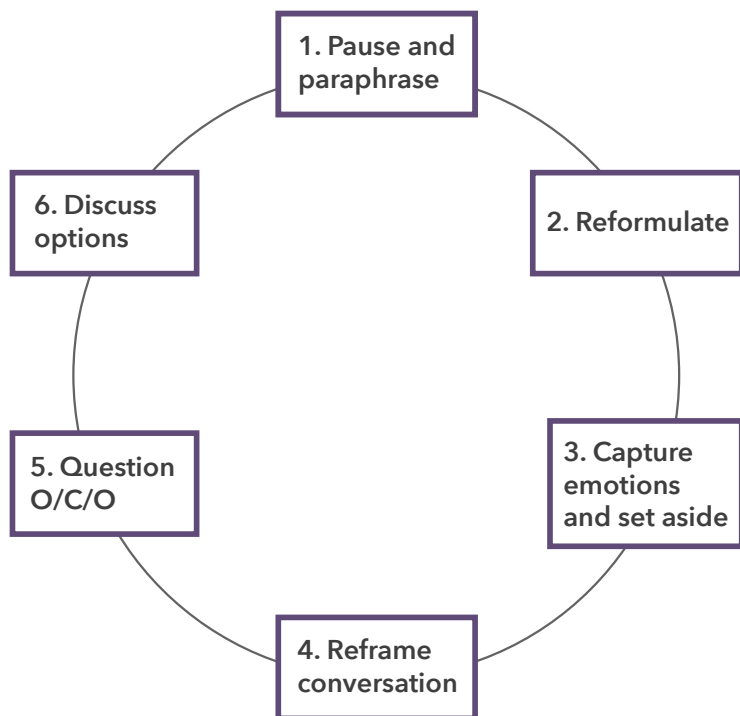 1. Pause and
paraphrase
2. Reformulate
3. Capture
emotions
and set aside
4. Reframe
conversation
5. Question
O/C/O
6. Discuss
options